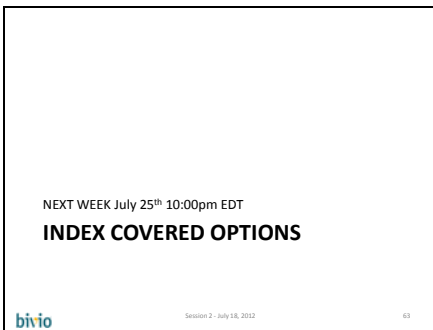 NEXT WEEK July 25th 10:00pm EDT
INDEX COVERED OPTIONS
bivio Session 2 - July 18, 2012 63